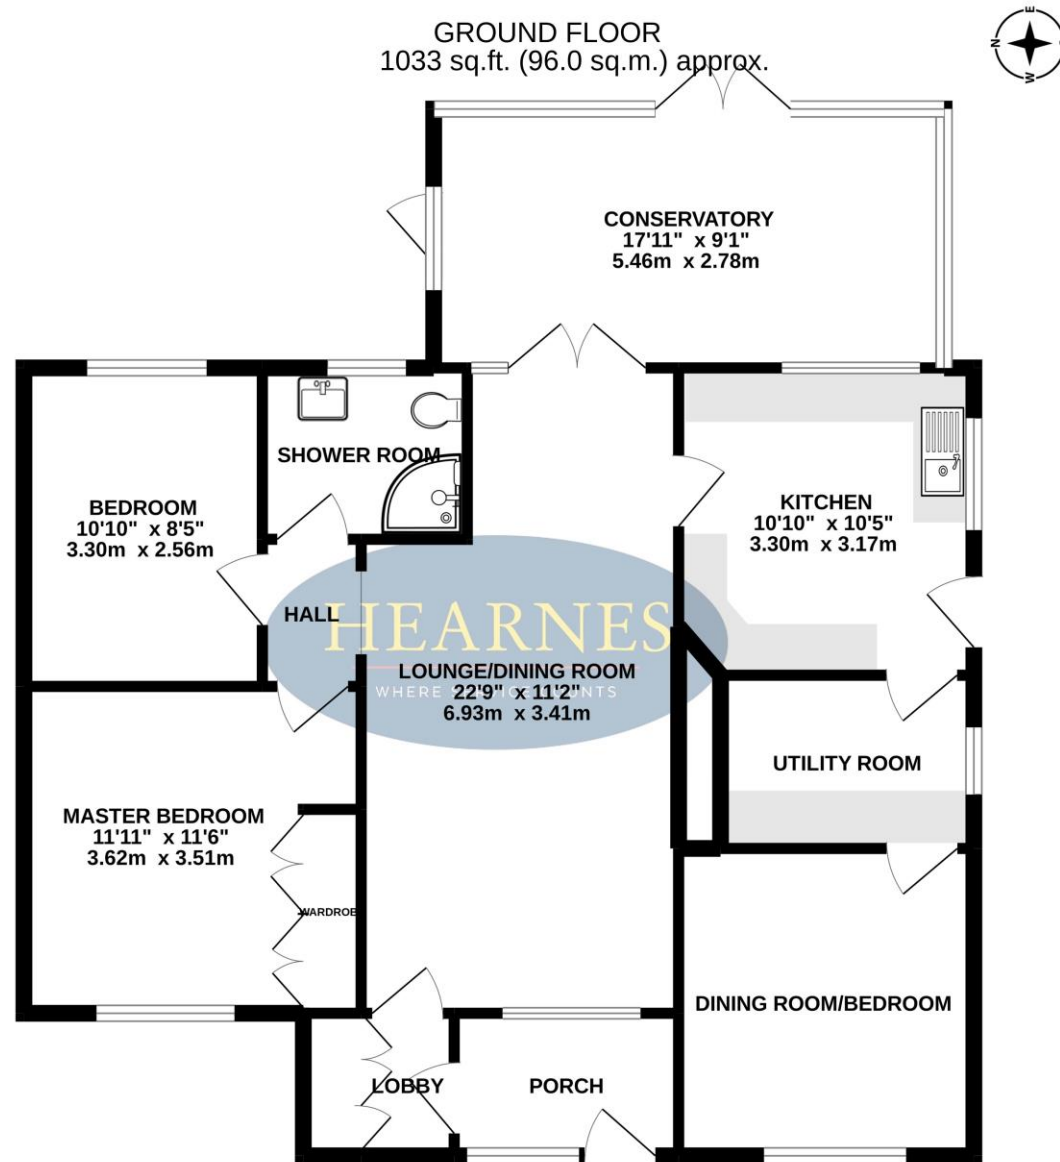 GROUND FLOOR
1033 sq.ft. (96.0 sq.m.) approx.
N
E
W
CONSERVATORY
17'11" x 9'1"
5.46m x 2.78m
SHOWER ROOM
BEDROOM
10'10" x 8'5"
3.30m x 2.56m
KITCHEN
10'10" x 10'5"
3.30m x 3.17m
HALL
HEARNES
LOUNGE/DINING ROOM
22'9" x 11'2"
6.93m x 3.41m
WHERE SERVICE COUNTS
UTILITY ROOM
MASTER BEDROOM
11'11" x 11'6"
3.62m x 3.51m
WARDROBE
DINING ROOM/BEDROOM
LOBBY
PORCH